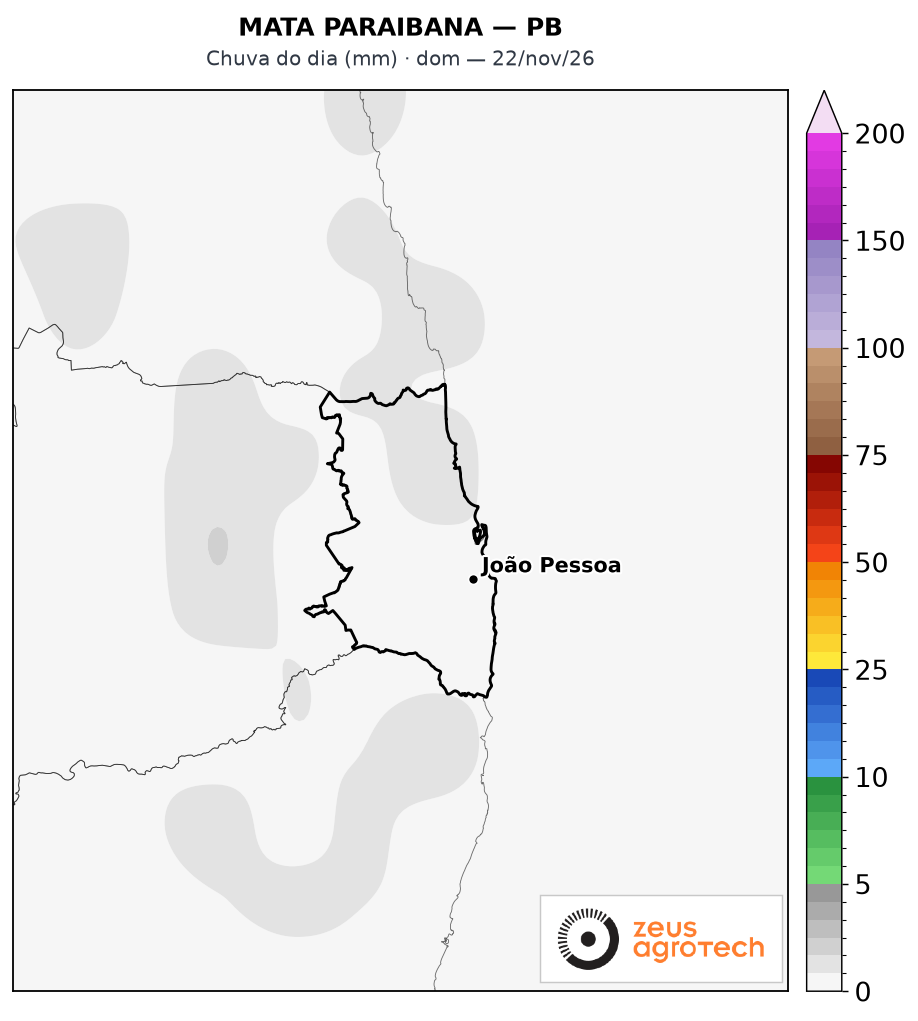 MATA PARAIBANA — PB
Chuva do dia (mm) · dom — 22/nov/26
200
150
100
75
50
25
10
5
0
João Pessoa
zeus
agrotech